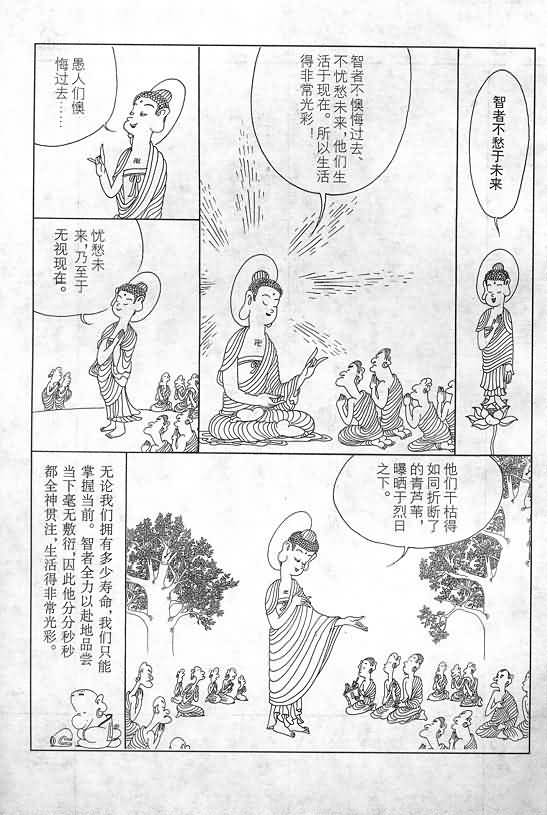 智者不愁于未来
智者不懊悔过去、
不忧愁未来，他们生
活于现在。所以生活
得非常光彩！
愚人们懊
悔过去……
忧愁未
来，乃至于
无视现在。
他们干枯得
如同折断了
的青芦苇，
曝晒于烈日
之下。
无论我们拥有多少寿命，我们只能
掌握当前。智者全力以赴地品尝
当下毫无敷衍，因此他分分秒秒
都全神贯注，生活得非常光彩。